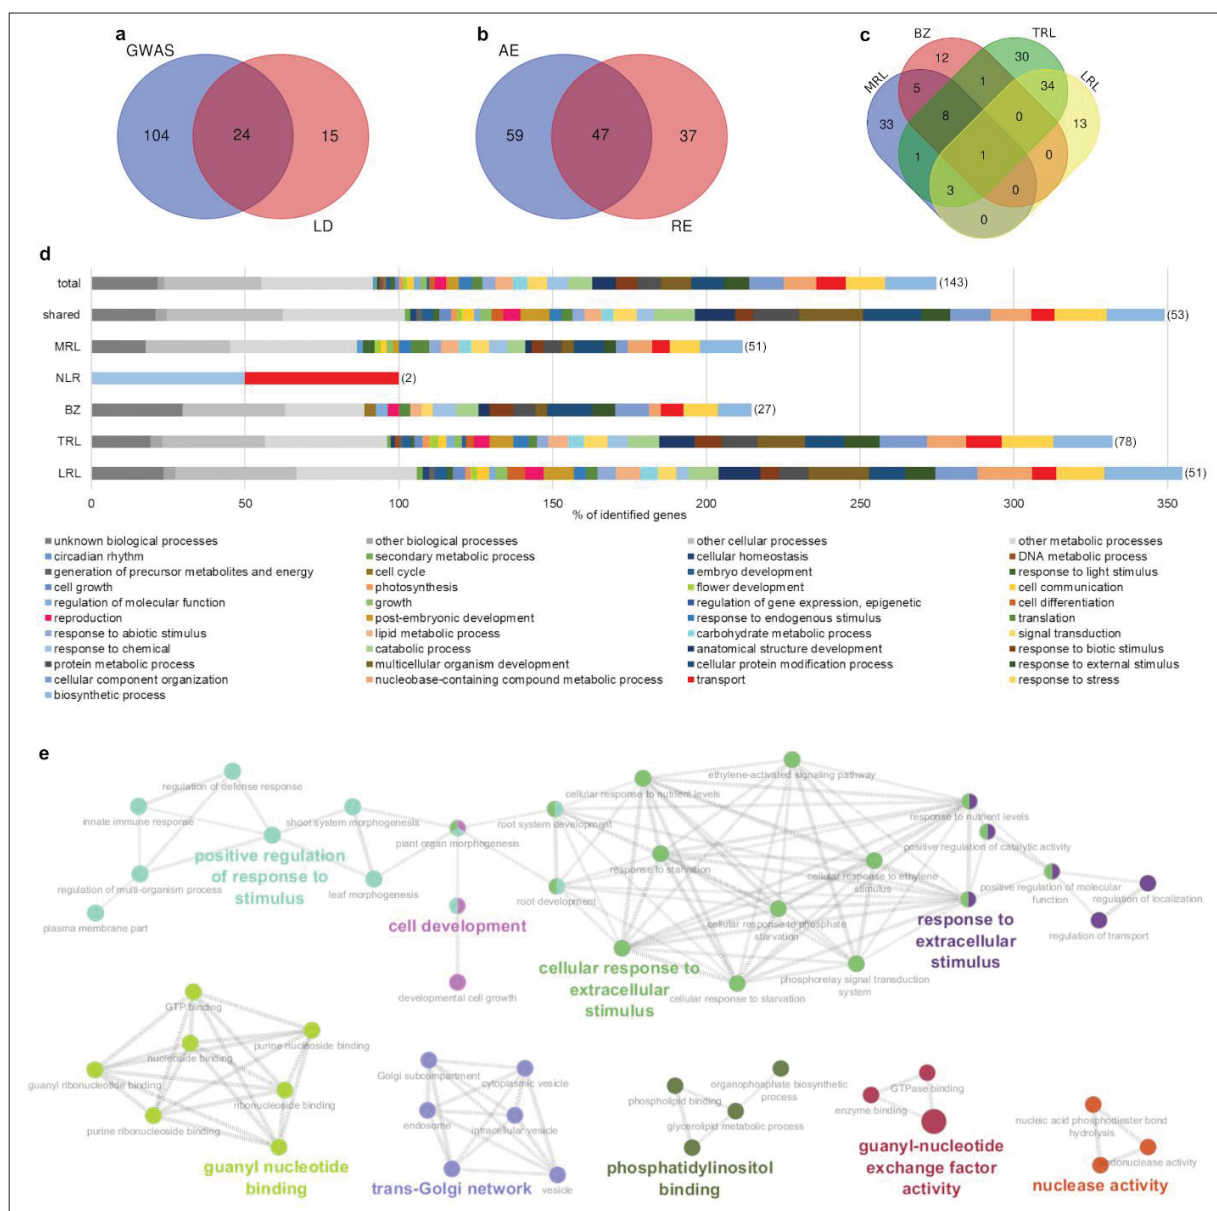 a
GWAS
104
24
15
LD
b
AE
59
47
37
RE
c
BZ
TRL
MRL
LRL
12
30
5
1
34
33
8
0
13
1
1
0
3
0
0
d
total
(143)
shared
(53)
MRL
(51)
NLR
(2)
BZ
(27)
TRL
(78)
LRL
(51)
0 50 100 150 200 250 300 350
% of identified genes
unknown biological processes
other biological processes
other cellular processes
other metabolic processes
circadian rhythm
secondary metabolic process
cellular homeostasis
DNA metabolic process
generation of precursor metabolites and energy
cell cycle
embryo development
response to light stimulus
cell growth
photosynthesis
flower development
cell communication
regulation of molecular function
growth
regulation of gene expression, epigenetic
cell differentiation
reproduction
post-embryonic development
response to endogenous stimulus
translation
response to abiotic stimulus
lipid metabolic process
carbohydrate metabolic process
signal transduction
response to chemical
catabolic process
anatomical structure development
response to biotic stimulus
protein metabolic process
multicellular organism development
cellular protein modification process
response to external stimulus
cellular component organization
nucleobase-containing compound metabolic process
transport
response to stress
biosynthetic process
e
regulation of defense response
innate immune response
shoot system morphogenesis
plant organ morphogenesis
positive regulation
of response to
stimulus
regulation of multi-organism process
leaf morphogenesis
plasma membrane part
cell development
developmental cell growth
ethylene-activated signaling pathway
cellular response to nutrient levels
root system development
response to nutrient levels
positive regulation of catalytic activity
response to starvation
cellular response to ethylene
stimulus
root development
positive regulation of molecular
function
regulation of localization
cellular response to phosphate
starvation
regulation of transport
response to
extracellular
stimulus
cellular response to
extracellular
stimulus
phosphorelay signal transduction
system
cellular response to starvation
GTP binding
purine nucleoside binding
nucleoside binding
guanyl ribonucleotide binding
ribonucleoside binding
purine ribonucleoside binding
guanyl nucleotide
binding
Golgi subcompartment
cytoplasmic vesicle
endosome
intracellular vesicle
trans-Golgi network
vesicle
organophosphate biosynthetic
process
phospholipid binding
glycerolipid metabolic process
phosphatidylinositol
binding
GTPase binding
enzyme binding
guanyl-nucleotide
exchange factor
activity
nucleic acid phosphodiester bond
hydrolysis
endonuclease activity
nuclease activity